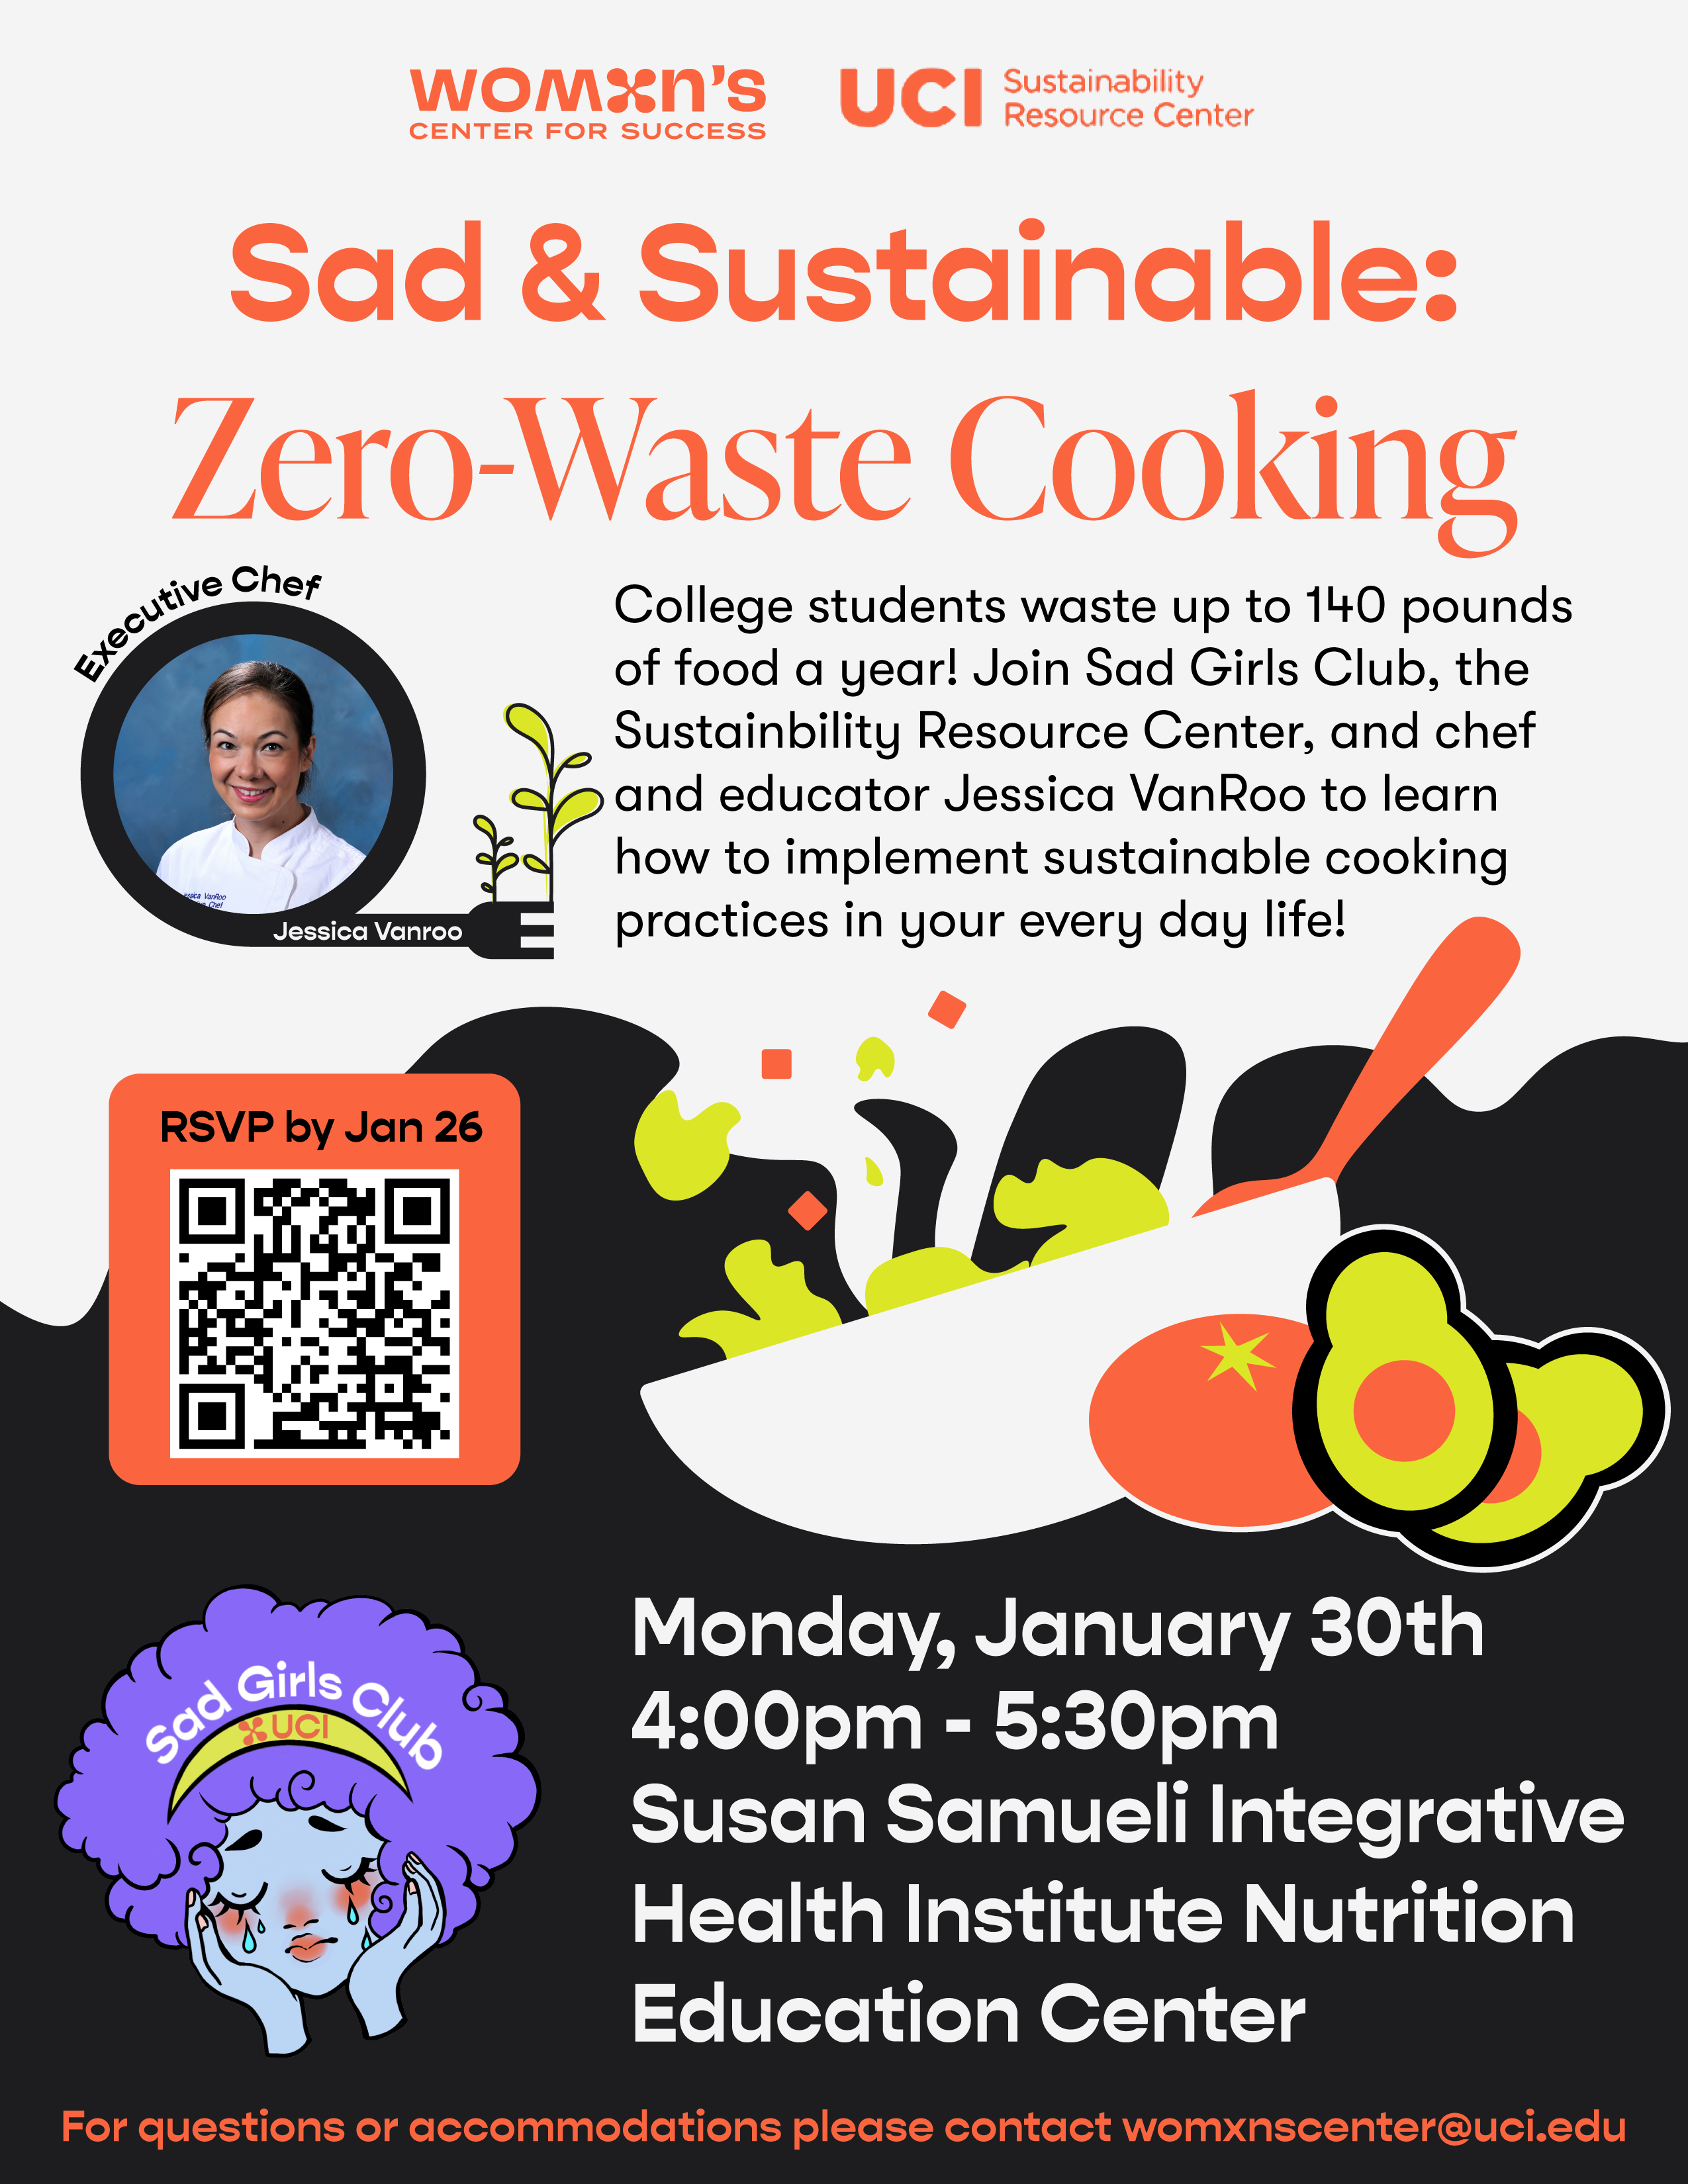 WOMXN'S
CENTER FOR SUCCESS
UCI Sustainability
Resource Center
Sad & Sustainable:
Zero-Waste Cooking
Executive Chef
Jessica VanRoo
Chef
Jessica Vanroo
College students waste up to 140 pounds
of food a year! Join Sad Girls Club, the
Sustainbility Resource Center, and chef
and educator Jessica VanRoo to learn
how to implement sustainable cooking
practices in your every day life!
RSVP by Jan 26
Sad Girls Club
UCI
Monday, January 30th
4:00pm - 5:30pm
Susan Samueli Integrative
Health Institute Nutrition
Education Center
For questions or accommodations please contact womxnscenter@uci.edu